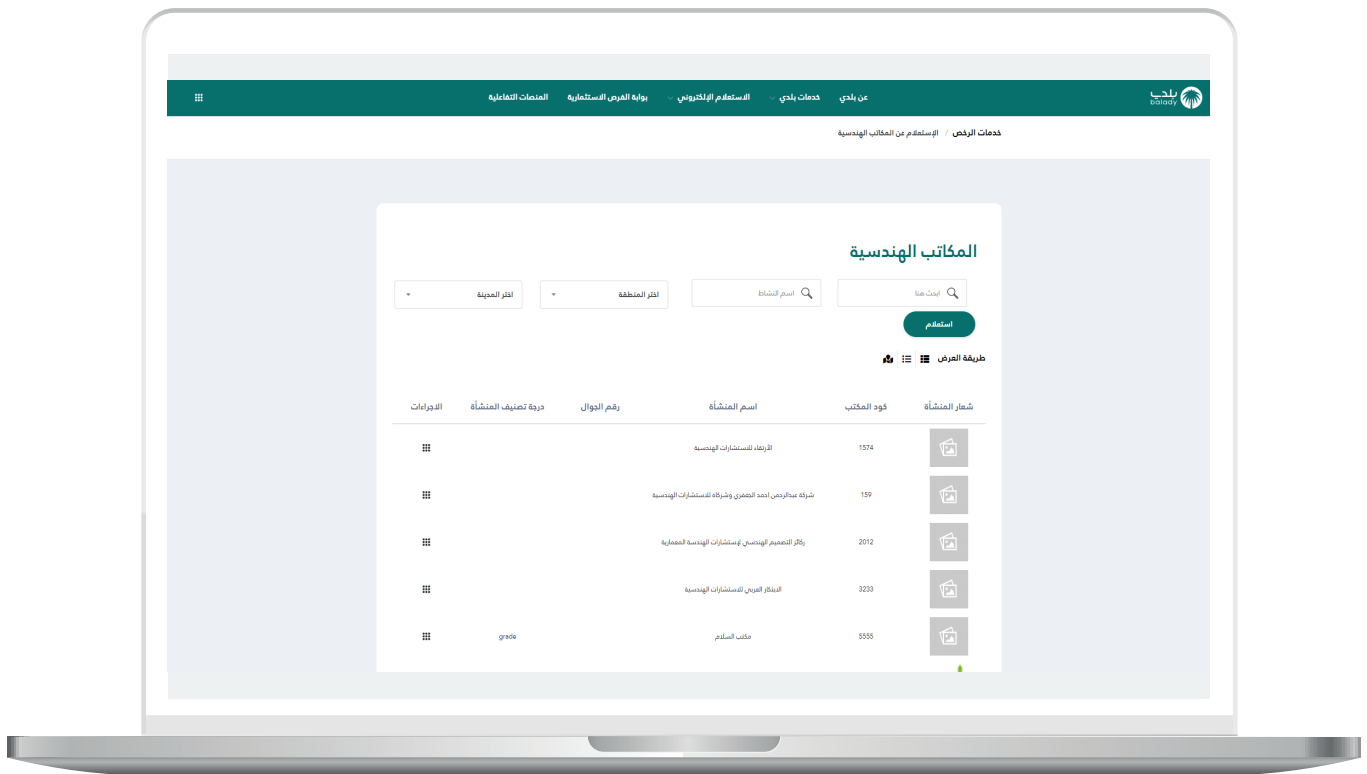 بلدي
balady
عن بلدي خدمات بلدي الاستعلام الإلكتروني بوابة الفرص الاستثمارية المنصات التفاعلية
خدمات الرخص / الإستعلام عن المكاتب الهندسية
المكاتب الهندسية
ابحث هنا اسم النشاط اختر المنطقة اختر المدينة
استعلام
طريقة العرض
شعار المنشأة كود المكتب اسم المنشأة رقم الجوال درجة تصنيف المنشأة الاجراءات
1574 الأرتقاء للاستشارات الهندسية
159 شركة عبدالرحمن احمد الجعفري وشركاه للاستشارات الهندسية
2012 ركائز التصميم الهندسي لإستشارات الهندسة المعمارية
3233 الابتكار العربي للاستشارات الهندسية
5555 مكتب السلام grade